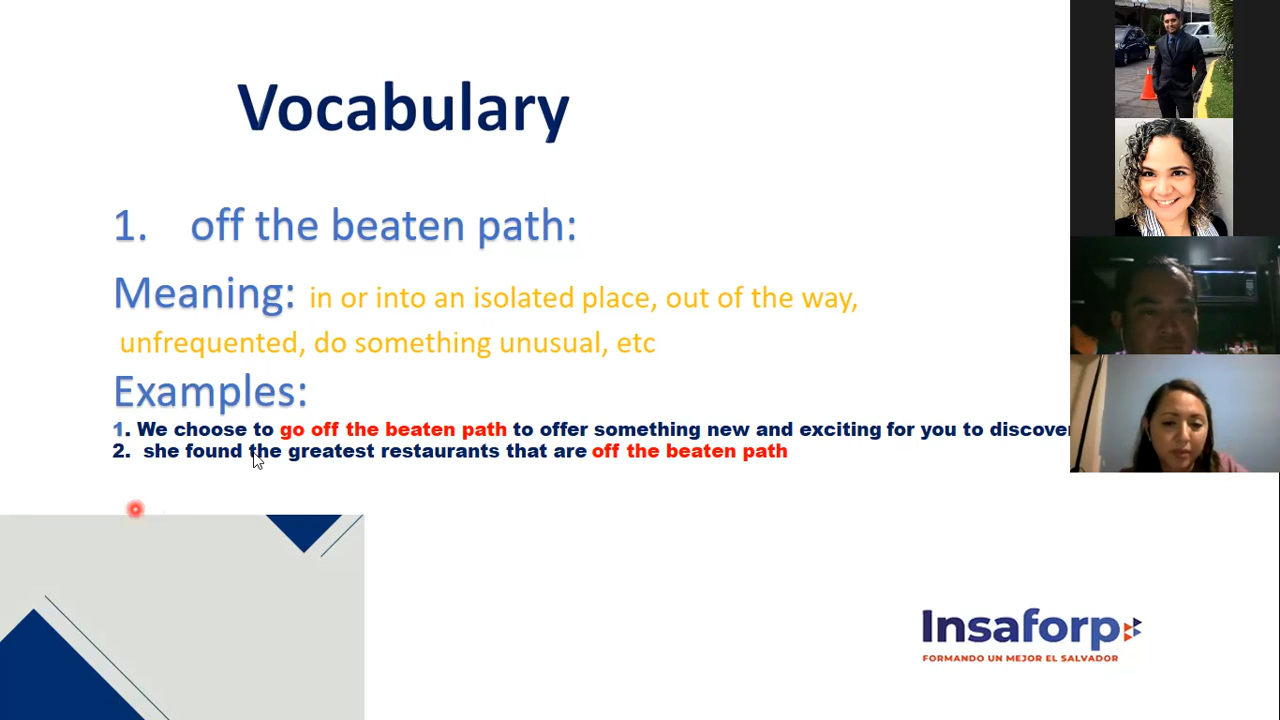 Vocabulary
1. off the beaten path:
Meaning: in or into an isolated place, out of the way,
unfrequented, do something unusual, etc
Examples:
1. We choose to go off the beaten path to offer something new and exciting for you to discover
2. she found the greatest restaurants that are off the beaten path
Insaforp
FORMANDO UN MEJOR EL SALVADOR